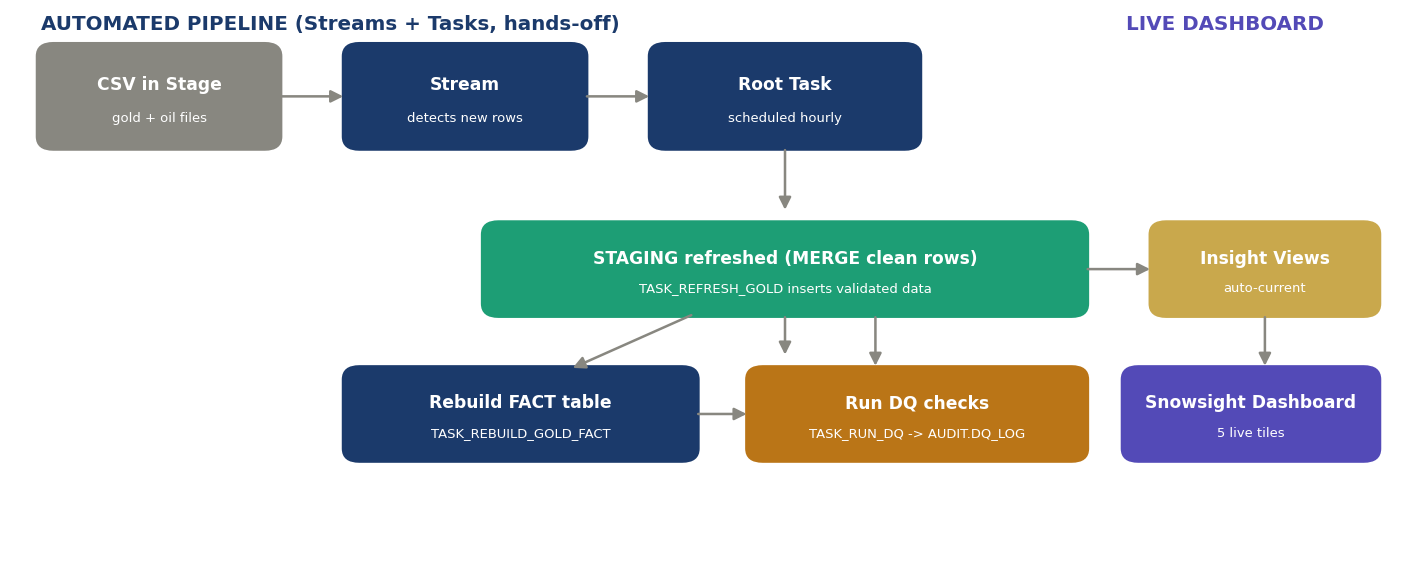 AUTOMATED PIPELINE (Streams + Tasks, hands-off)
LIVE DASHBOARD
CSV in Stage
gold + oil files
Stream
detects new rows
Root Task
scheduled hourly
STAGING refreshed (MERGE clean rows)
TASK_REFRESH_GOLD inserts validated data
Insight Views
auto-current
Rebuild FACT table
TASK_REBUILD_GOLD_FACT
Run DQ checks
TASK_RUN_DQ -> AUDIT.DQ_LOG
Snowsight Dashboard
5 live tiles